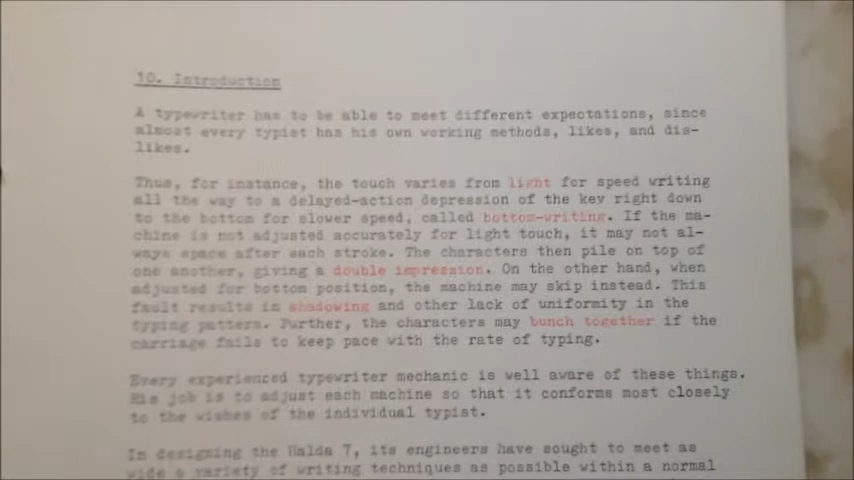 10. Introduction
A typewriter has to be able to meet different expectations, since
almost every typist has his own working methods, likes, and dis-
likes.
Thus, for instance, the touch varies from light for speed writing
all the way to a delayed-action depression of the key right down
to the bottom for slower speed, called bottom-writing. If the ma-
chine is not adjusted accurately for light touch, it may not al-
ways space after each stroke. The characters then pile on top of
one another, giving a double impression. On the other hand, when
adjusted for bottom position, the machine may skip instead. This
fault results in shadowing and other lack of uniformity in the
typing pattern. Further, the characters may bunch together if the
carriage fails to keep pace with the rate of typing.
Every experienced typewriter mechanic is well aware of these things.
His job is to adjust each machine so that it conforms most closely
to the wishes of the individual typist.
In designing the Halda 7, its engineers have sought to meet as
wide a variety of writing techniques as possible within a normal